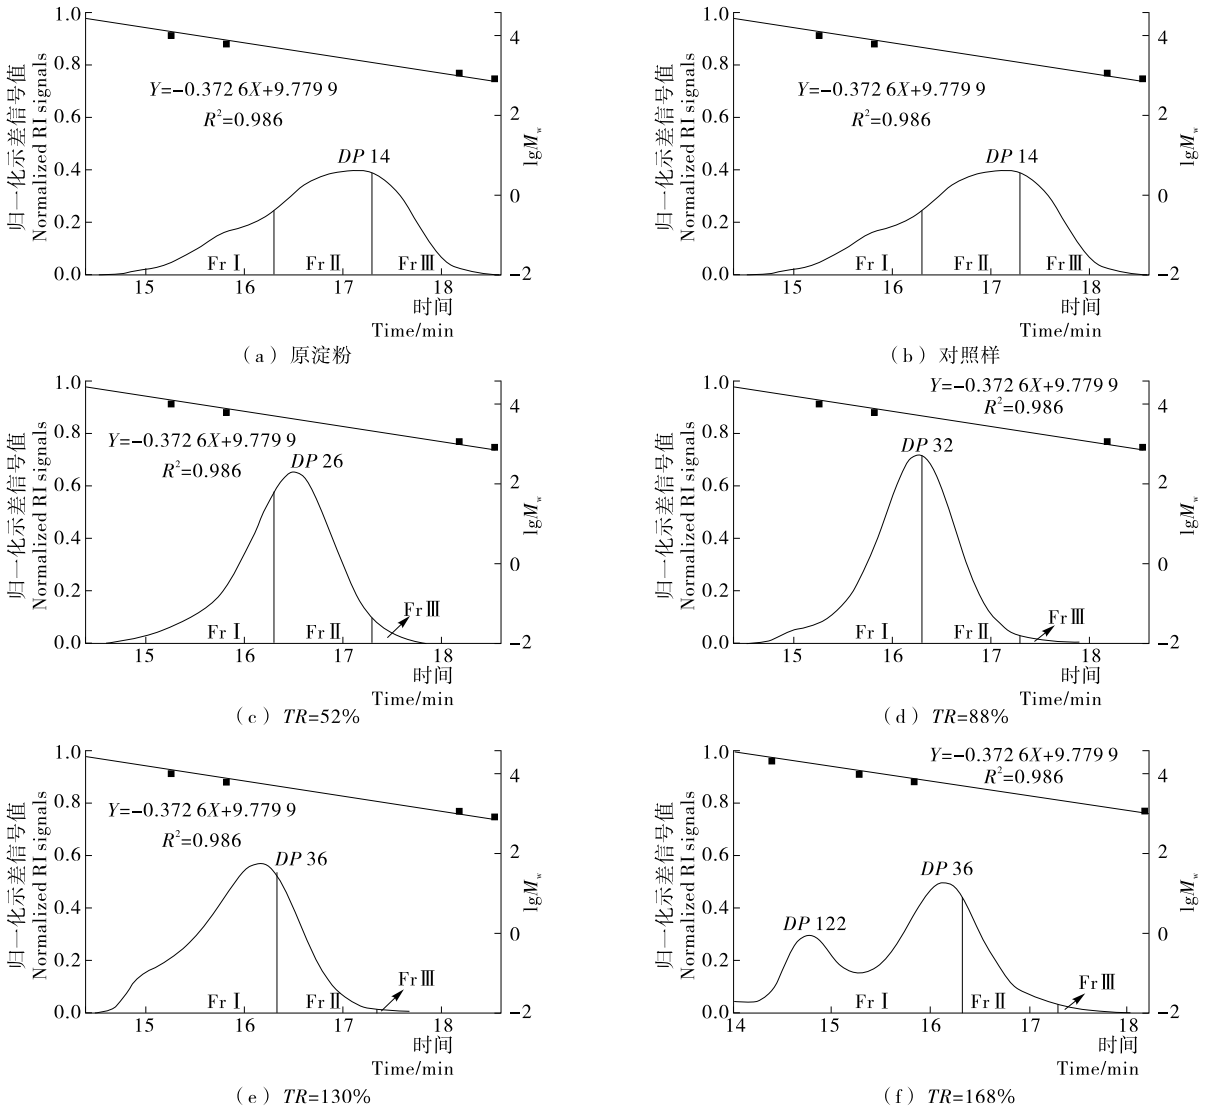 归一化示差信号值
Normalized RI signals
1.0
0.8
0.6
0.4
0.2
0.0
Y=-0.372 6X+9.779 9
R²=0.986
DP 14
Fr Ⅰ
Fr Ⅱ
Fr Ⅲ
4
2
0
-2
lgMw
15
16
17
18
时间
Time/min
(a) 原淀粉
归一化示差信号值
Normalized RI signals
1.0
0.8
0.6
0.4
0.2
0.0
Y=-0.372 6X+9.779 9
R²=0.986
DP 14
Fr Ⅰ
Fr Ⅱ
Fr Ⅲ
4
2
0
-2
lgMw
15
16
17
18
时间
Time/min
(b) 对照样
归一化示差信号值
Normalized RI signals
1.0
0.8
0.6
0.4
0.2
0.0
Y=-0.372 6X+9.779 9
R²=0.986
DP 26
Fr Ⅰ
Fr Ⅱ
Fr Ⅲ
4
2
0
-2
lgMw
15
16
17
18
时间
Time/min
(c) TR=52%
归一化示差信号值
Normalized RI signals
1.0
0.8
0.6
0.4
0.2
0.0
Y=-0.372 6X+9.779 9
R²=0.986
DP 32
Fr Ⅰ
Fr Ⅱ
Fr Ⅲ
4
2
0
-2
lgMw
15
16
17
18
时间
Time/min
(d) TR=88%
归一化示差信号值
Normalized RI signals
1.0
0.8
0.6
0.4
0.2
0.0
Y=-0.372 6X+9.779 9
R²=0.986
DP 36
Fr Ⅰ
Fr Ⅱ
Fr Ⅲ
4
2
0
-2
lgMw
15
16
17
18
时间
Time/min
(e) TR=130%
归一化示差信号值
Normalized RI signals
1.0
0.8
0.6
0.4
0.2
0.0
Y=-0.372 6X+9.779 9
R²=0.986
DP 36
DP 122
Fr Ⅰ
Fr Ⅱ
Fr Ⅲ
4
2
0
-2
lgMw
14
15
16
17
18
时间
Time/min
(f) TR=168%